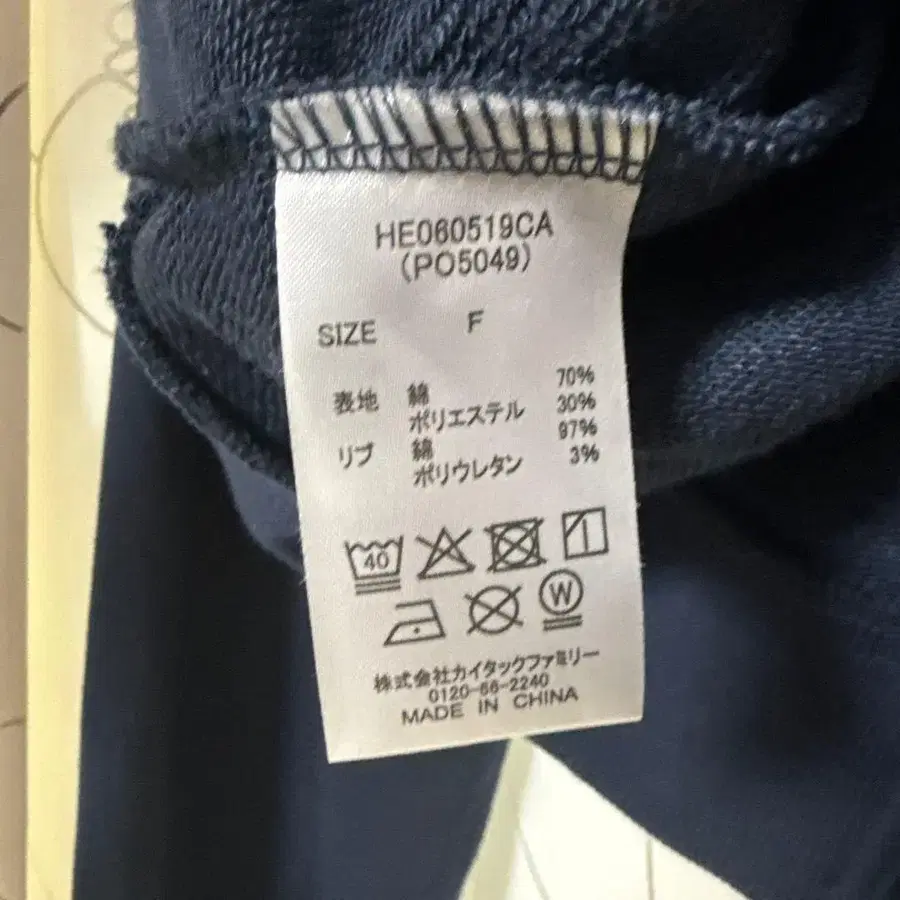 HE060519CA
(PO5049)
SIZE F
表地 綿 70%
ポリエステル 30%
リブ 綿 97%
ポリウレタン 3%
40
W
株式会社カイタックファミリー
0120-56-2240
MADE IN CHINA